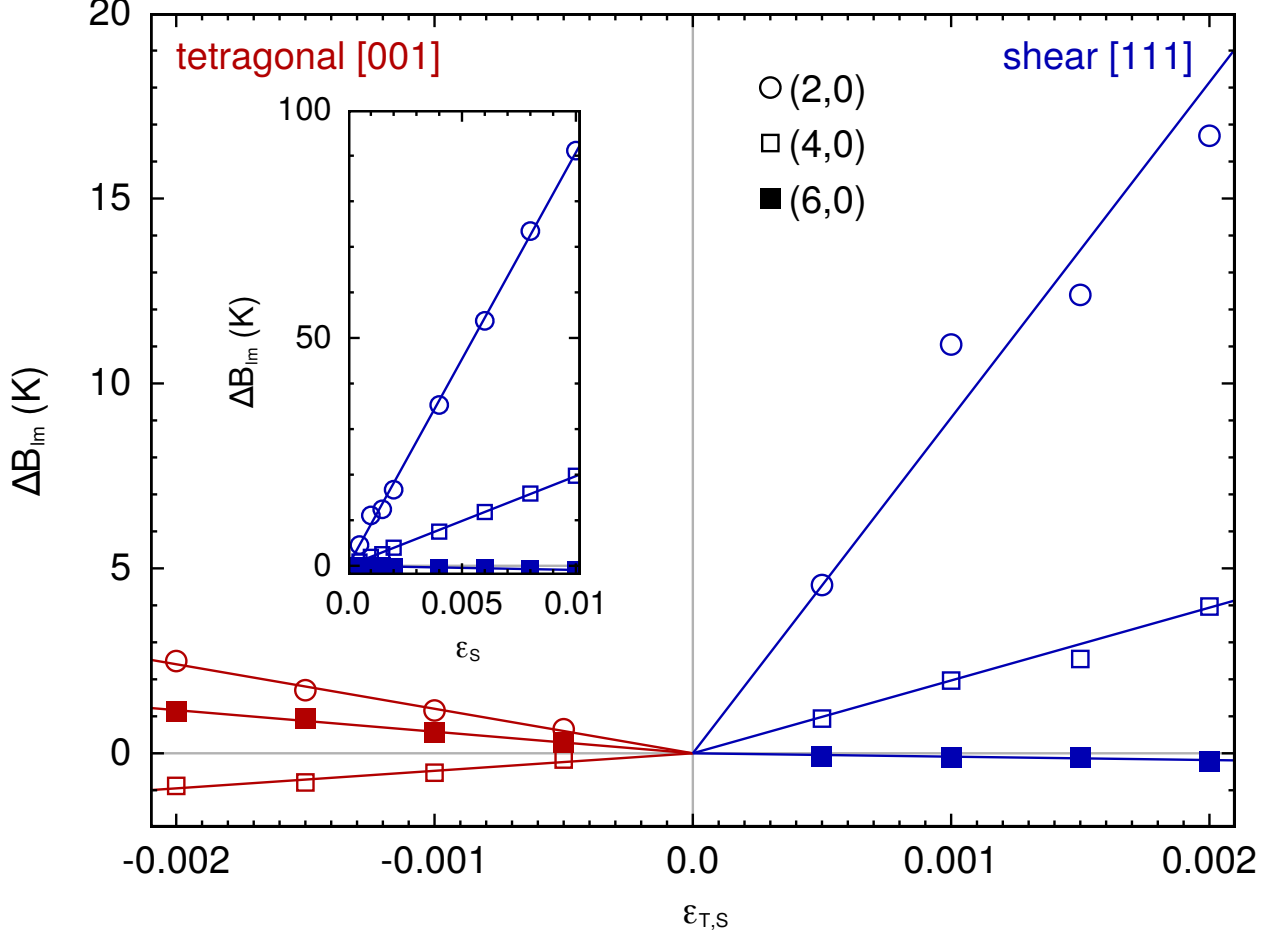 20
15
10
5
0
ΔB_lm (K)
tetragonal [001]
shear [111]
(2,0)
(4,0)
(6,0)
100
50
0
ΔB_lm (K)
0.0 0.005 0.01
ε_S
-0.002 -0.001 0.0 0.001 0.002
ε_T,S